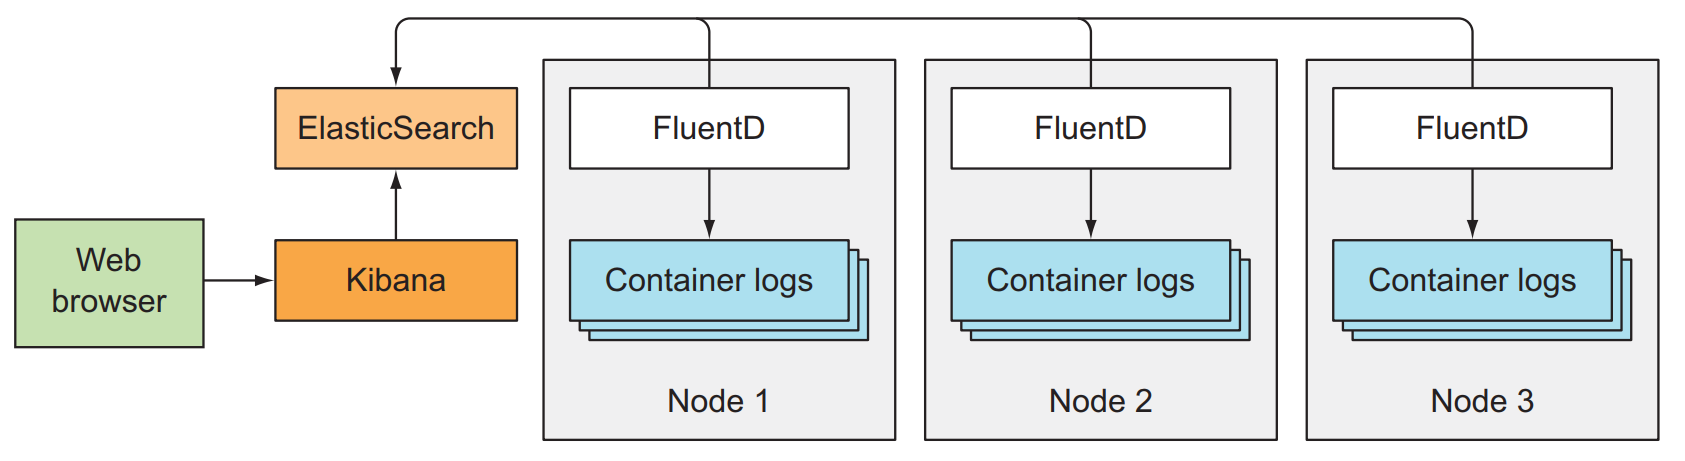 ElasticSearch
FluentD
FluentD
FluentD
Web
browser
Kibana
Container logs
Container logs
Container logs
Node 1
Node 2
Node 3